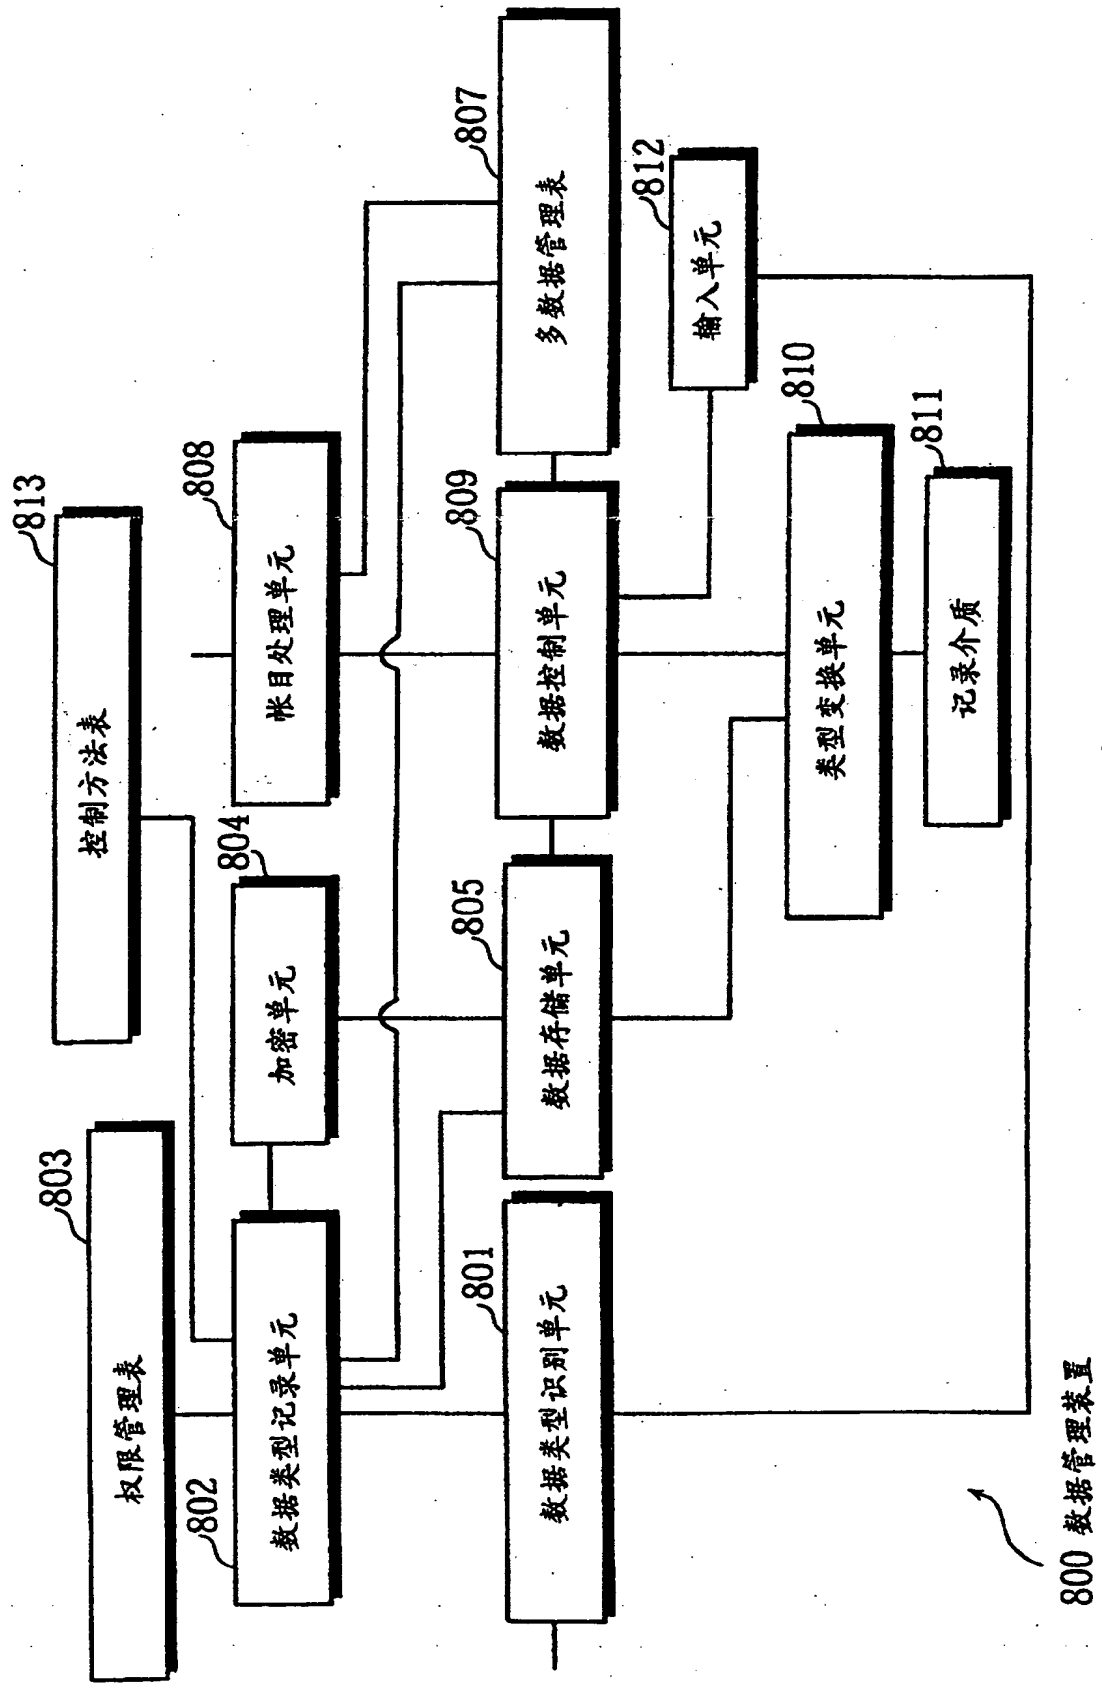 803
权限管理表
813
控制方法表
802
数据类型记录单元
804
加密单元
808
帐目处理单元
801
数据类型识别单元
805
数据存储单元
809
数据控制单元
807
多数据管理表
812
输入单元
810
类型变换单元
811
记录介质
800 数据管理装置